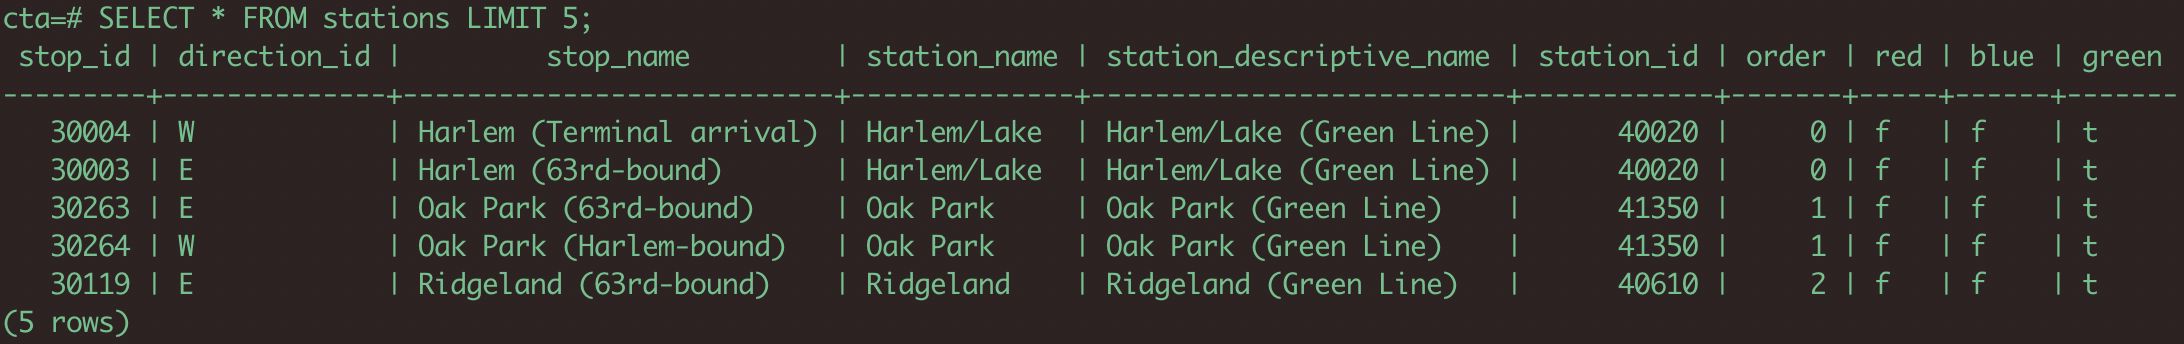 cta=# SELECT * FROM stations LIMIT 5;
 stop_id | direction_id |         stop_name         | station_name | station_descriptive_name | station_id | order | red | blue | green
---------+--------------+---------------------------+--------------+--------------------------+------------+-------+-----+------+-------
   30004 | W            | Harlem (Terminal arrival) | Harlem/Lake  | Harlem/Lake (Green Line) |      40020 |     0 | f   | f    | t
   30003 | E            | Harlem (63rd-bound)       | Harlem/Lake  | Harlem/Lake (Green Line) |      40020 |     0 | f   | f    | t
   30263 | E            | Oak Park (63rd-bound)     | Oak Park     | Oak Park (Green Line)    |      41350 |     1 | f   | f    | t
   30264 | W            | Oak Park (Harlem-bound)   | Oak Park     | Oak Park (Green Line)    |      41350 |     1 | f   | f    | t
   30119 | E            | Ridgeland (63rd-bound)    | Ridgeland    | Ridgeland (Green Line)   |      40610 |     2 | f   | f    | t
(5 rows)